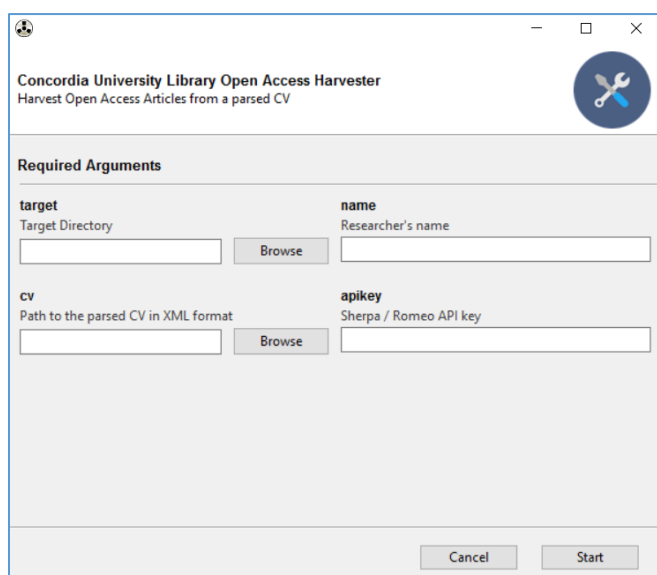 Concordia University Library Open Access Harvester
Harvest Open Access Articles from a parsed CV
Required Arguments
target
Target Directory
Browse
name
Researcher's name
cv
Path to the parsed CV in XML format
Browse
apikey
Sherpa / Romeo API key
Cancel
Start